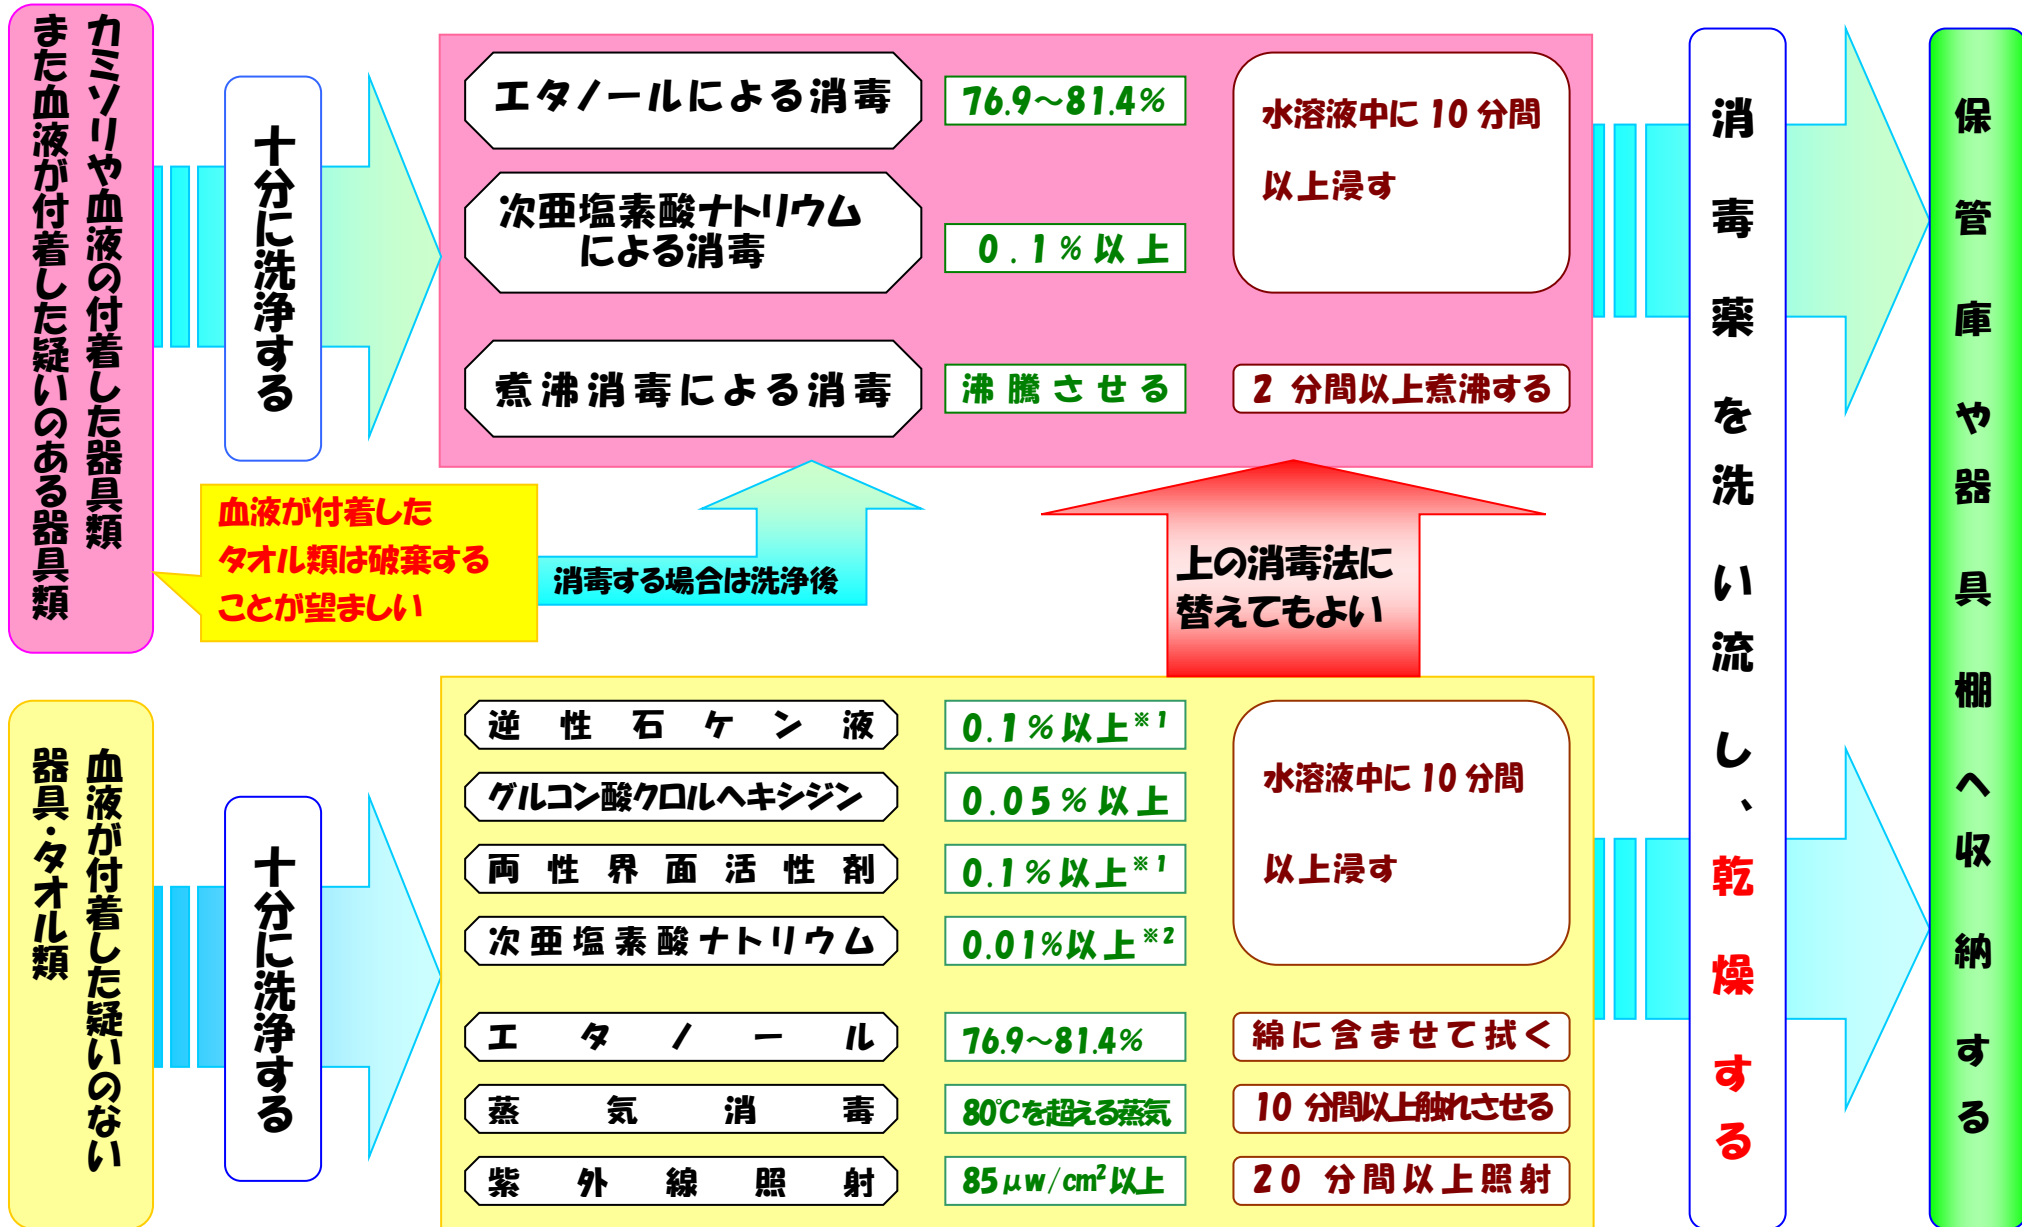 カミソリや血液の付着した器具類
また血液が付着した疑いのある器具類
十分に洗浄する
エタノールによる消毒
76.9～81.4%
水溶液中に 10 分間
以上浸す
次亜塩素酸ナトリウム
による消毒
0.1%以上
煮沸消毒による消毒
沸騰させる
2 分間以上煮沸する
血液が付着した
タオル類は破棄する
ことが望ましい
消毒する場合は洗浄後
上の消毒法に
替えてもよい
血液が付着した疑いのない
器具・タオル類
十分に洗浄する
逆性石ケン液
0.1%以上※1
グルコン酸クロルヘキシジン
0.05%以上
両性界面活性剤
0.1%以上※1
次亜塩素酸ナトリウム
0.01%以上※2
水溶液中に 10 分間
以上浸す
エタノール
76.9～81.4%
綿に含ませて拭く
蒸気消毒
80℃を超える蒸気
10 分間以上触れさせる
紫外線照射
85μw/cm²以上
20 分間以上照射
消毒薬を洗い流し、乾燥する
保管庫や器具棚へ収納する